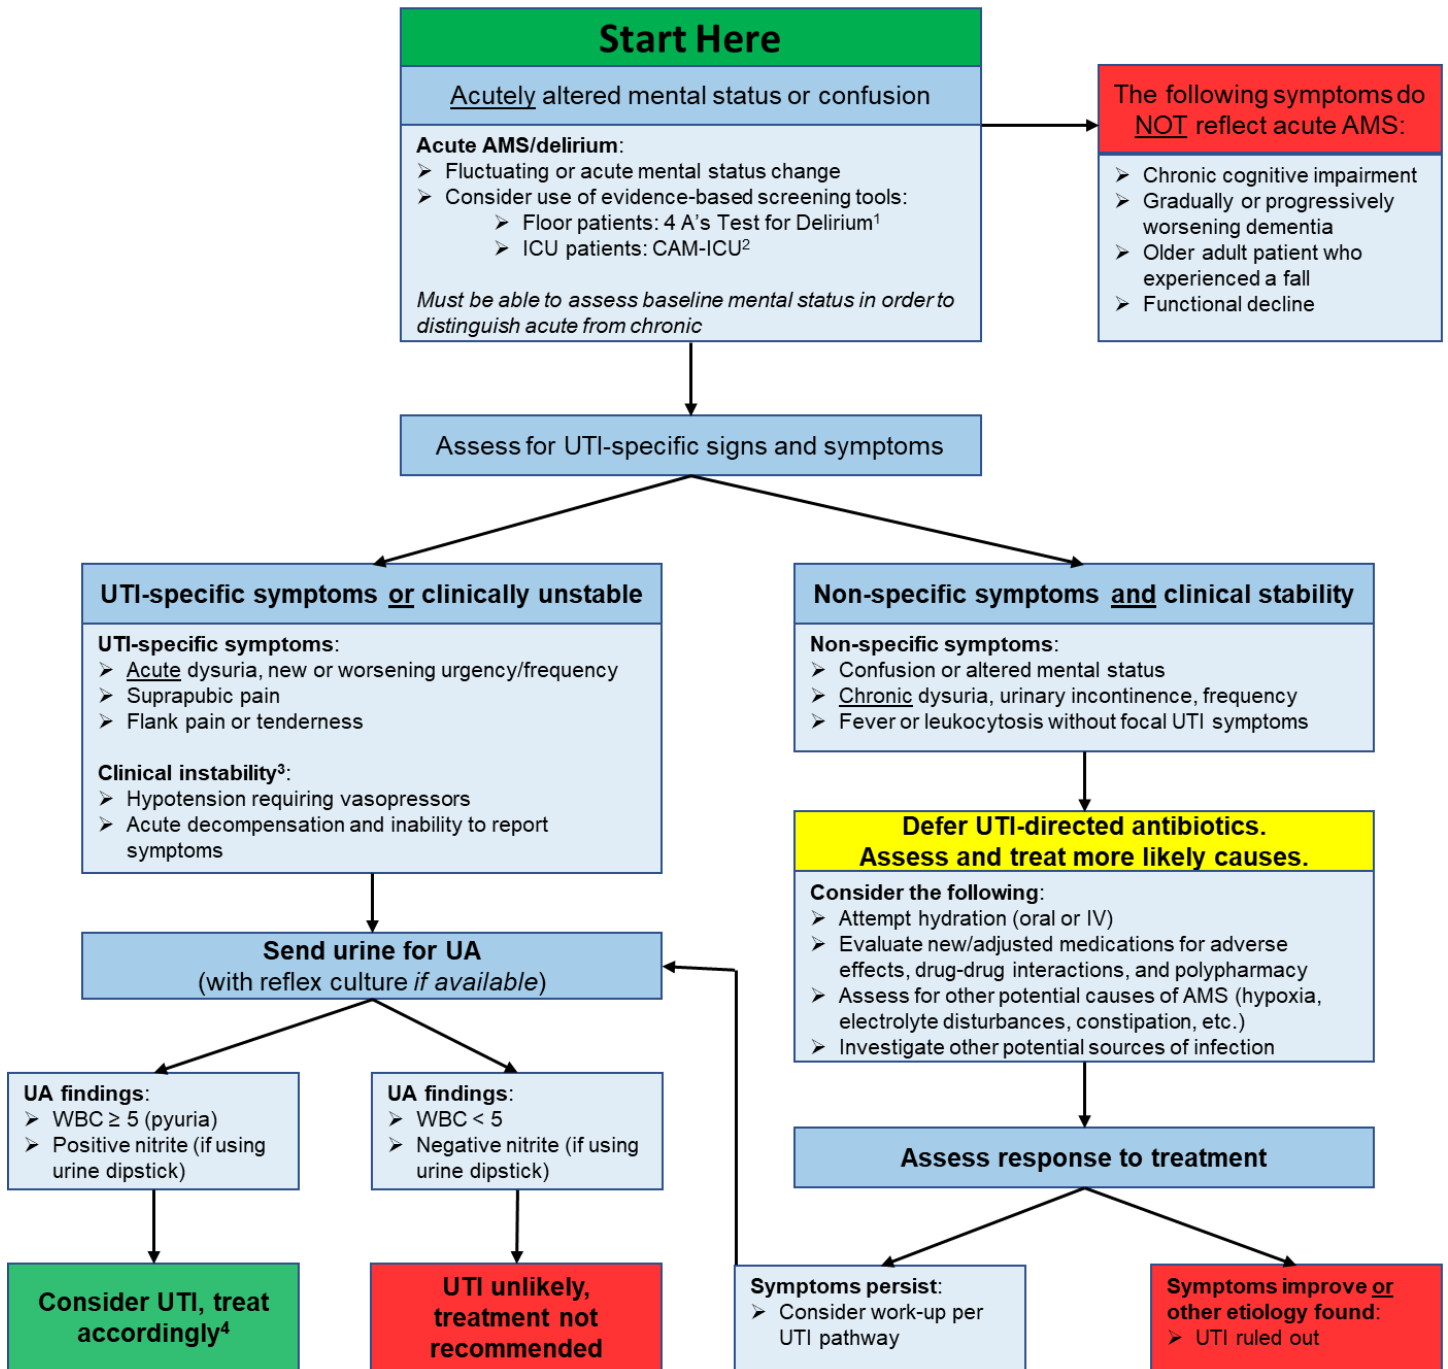 Start Here
Acutely altered mental status or confusion
Acute AMS/delirium:
➢ Fluctuating or acute mental status change
➢ Consider use of evidence-based screening tools:
➢ Floor patients: 4 A's Test for Delirium¹
➢ ICU patients: CAM-ICU²
Must be able to assess baseline mental status in order to
distinguish acute from chronic
The following symptoms do
NOT reflect acute AMS:
➢ Chronic cognitive impairment
➢ Gradually or progressively
worsening dementia
➢ Older adult patient who
experienced a fall
➢ Functional decline
Assess for UTI-specific signs and symptoms
UTI-specific symptoms or clinically unstable
UTI-specific symptoms:
➢ Acute dysuria, new or worsening urgency/frequency
➢ Suprapubic pain
➢ Flank pain or tenderness
Clinical instability³:
➢ Hypotension requiring vasopressors
➢ Acute decompensation and inability to report
symptoms
Non-specific symptoms and clinical stability
Non-specific symptoms:
➢ Confusion or altered mental status
➢ Chronic dysuria, urinary incontinence, frequency
➢ Fever or leukocytosis without focal UTI symptoms
Defer UTI-directed antibiotics.
Assess and treat more likely causes.
Consider the following:
➢ Attempt hydration (oral or IV)
➢ Evaluate new/adjusted medications for adverse
effects, drug-drug interactions, and polypharmacy
➢ Assess for other potential causes of AMS (hypoxia,
electrolyte disturbances, constipation, etc.)
➢ Investigate other potential sources of infection
Send urine for UA
(with reflex culture if available)
UA findings:
➢ WBC ≥ 5 (pyuria)
➢ Positive nitrite (if using
urine dipstick)
UA findings:
➢ WBC < 5
➢ Negative nitrite (if using
urine dipstick)
Assess response to treatment
Consider UTI, treat
accordingly⁴
UTI unlikely,
treatment not
recommended
Symptoms persist:
➢ Consider work-up per
UTI pathway
Symptoms improve or
other etiology found:
➢ UTI ruled out